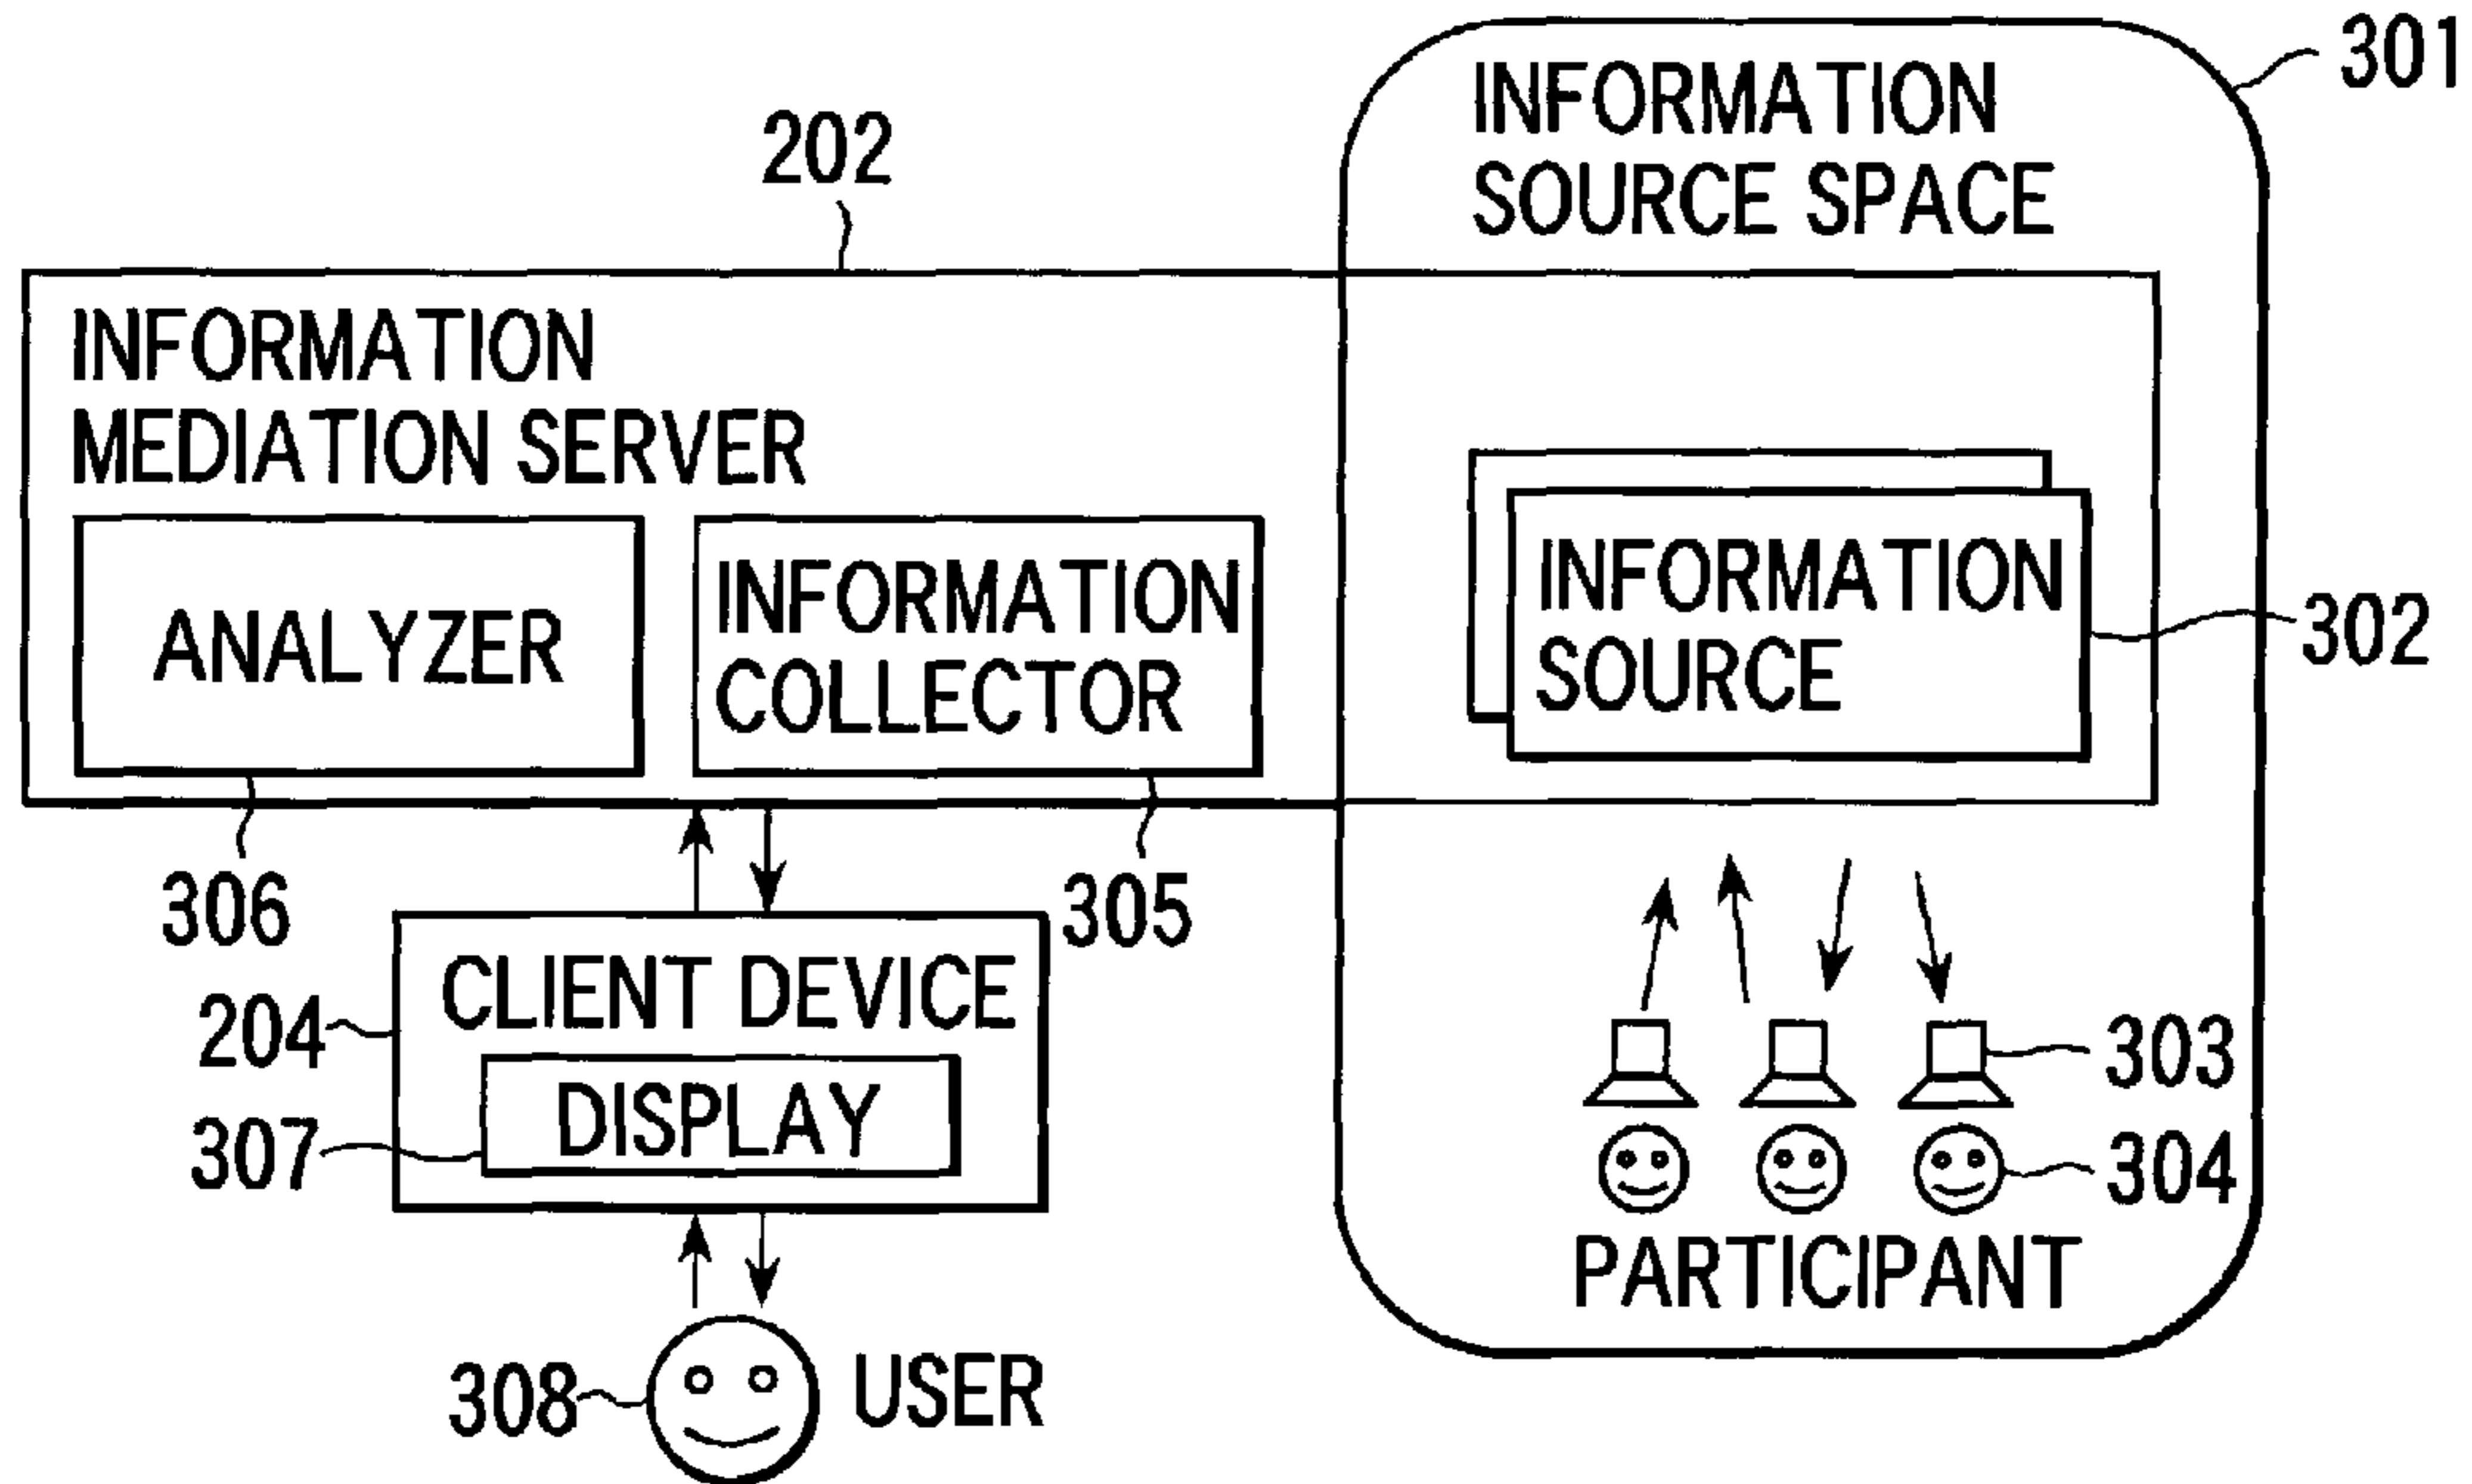 301
INFORMATION
SOURCE SPACE
202
INFORMATION
MEDIATION SERVER
ANALYZER
INFORMATION
COLLECTOR
INFORMATION
SOURCE
302
306
305
204
CLIENT DEVICE
DISPLAY
307
303
304
PARTICIPANT
308
USER